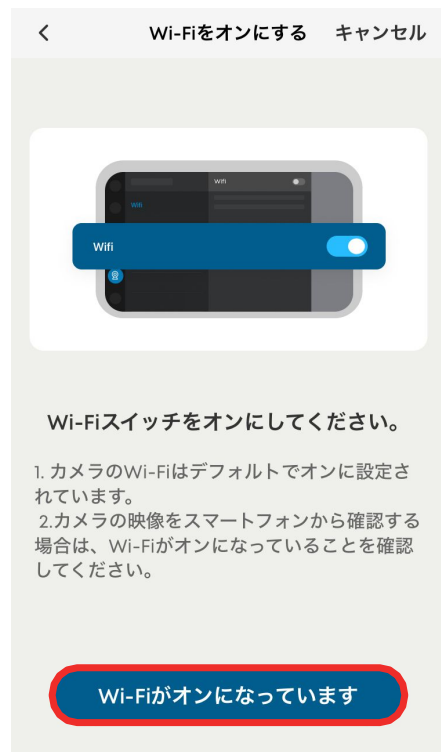 < Wi-Fiをオンにする キャンセル
Wifi
Wifi
Wifi
Wi-Fiスイッチをオンにしてください。
1. カメラのWi-Fiはデフォルトでオンに設定さ
れています。
2.カメラの映像をスマートフォンから確認する
場合は、Wi-Fiがオンになっていることを確認
してください。
Wi-Fiがオンになっています